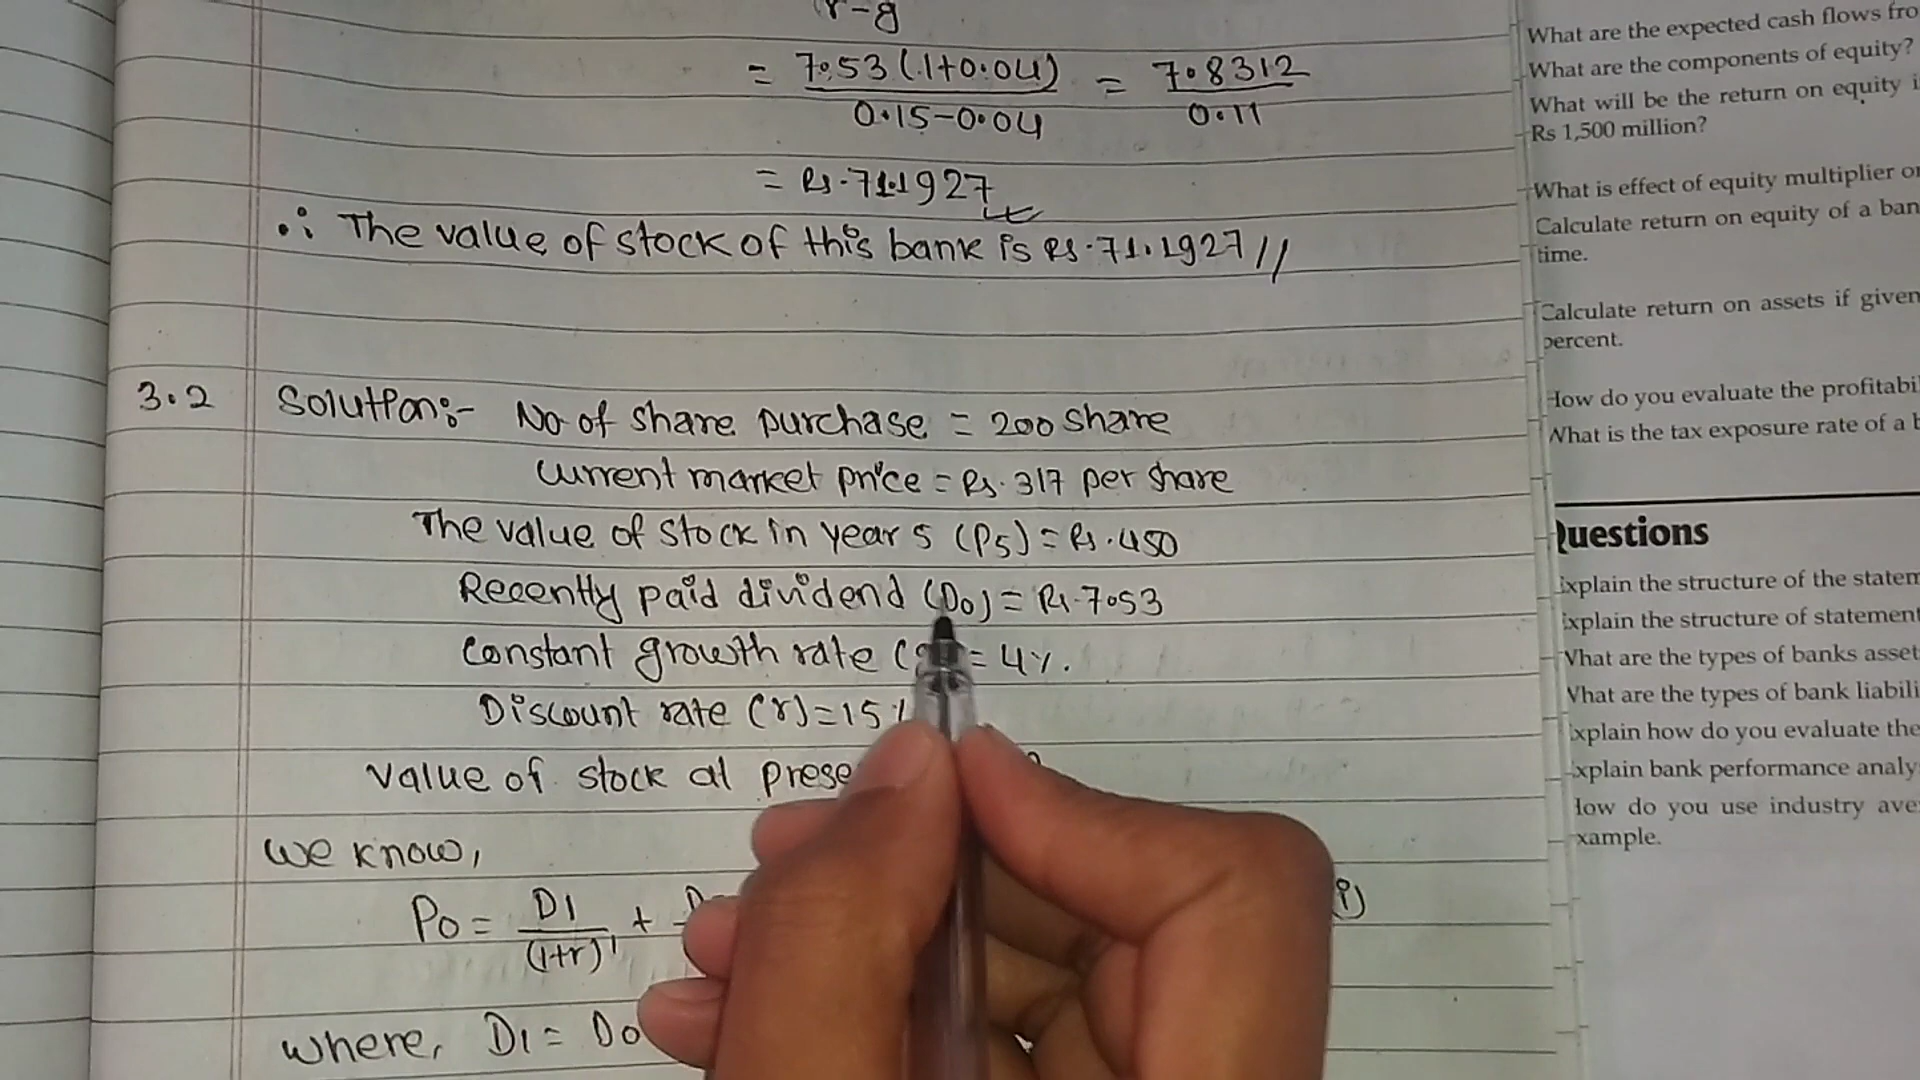 r-g
= 7.53(1+0.04) = 7.8312
0.15-0.04 0.11
= Rs.71.1927
∴ The value of stock of this bank is Rs.71.1927//
3.2 Solution:- No of share purchase = 200 share
Current market price = Rs.317 per share
The value of stock in year 5 (P5) = Rs.450
Recently paid dividend (D0) = Rs.7.53
Constant growth rate ( = 4%.
Discount rate (r) = 15%
value of stock at
we know,
P0 = D1 +
(1+r)^1
where, D1 = D0
What are the expected cash flows
What are the components of equity?
What will be the return on equity
Rs 1,500 million?
What is effect of equity multiplier
Calculate return on equity of a
time.
Calculate return on assets if given
percent.
How do you evaluate the
What is the tax exposure rate of a
Questions
Explain the structure of the
Explain the structure of
What are the types of banks
What are the types of bank
Explain how do you evaluate the
Explain bank performance
How do you use industry
example.